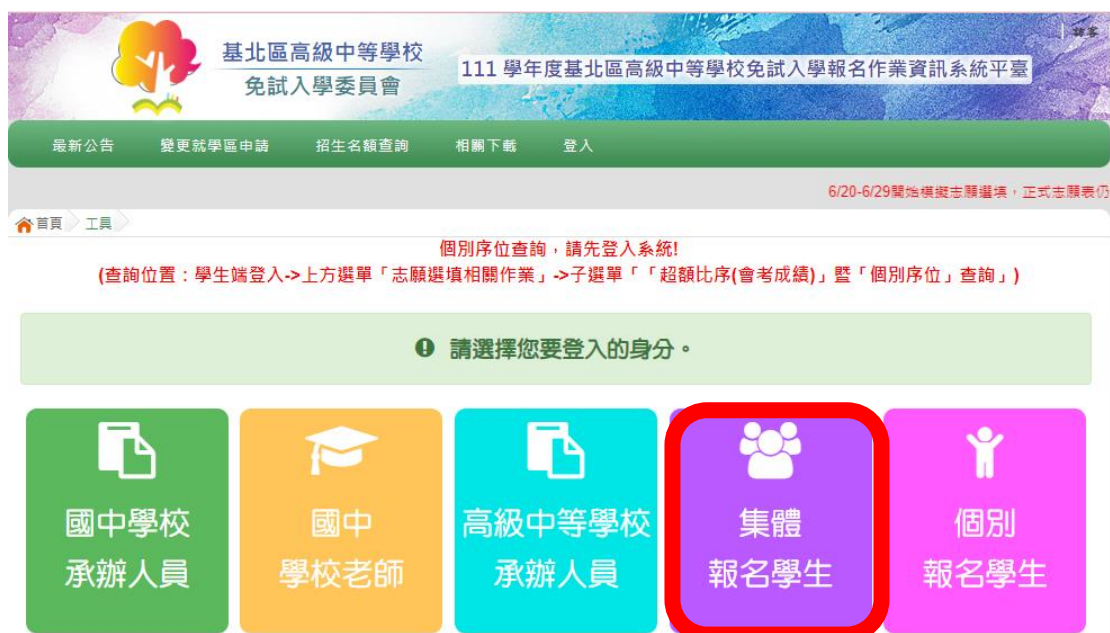 訪客
基北區高級中等學校
免試入學委員會
111 學年度基北區高級中等學校免試入學報名作業資訊系統平臺
最新公告 變更就學區申請 招生名額查詢 相關下載 登入
6/20-6/29開始模擬志願選填，正式志願表仍
首頁 工具
個別序位查詢，請先登入系統!
(查詢位置：學生端登入->上方選單「志願選填相關作業」->子選單「「超額比序(會考成績)」暨「個別序位」查詢」)
請選擇您要登入的身分。
國中學校
承辦人員
國中
學校老師
高級中等學校
承辦人員
集體
報名學生
個別
報名學生